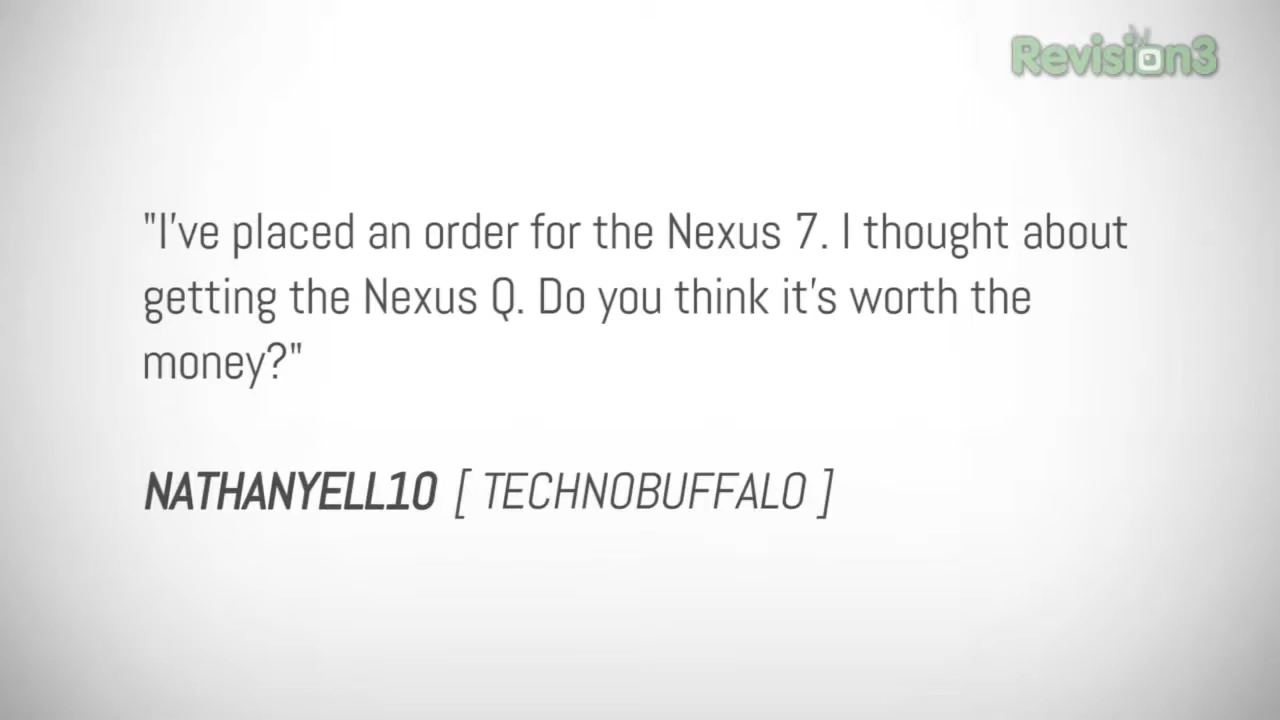 Revision3
"I've placed an order for the Nexus 7. I thought about
getting the Nexus Q. Do you think it's worth the
money?"
NATHANYELL10 [ TECHNOBUFFALO ]